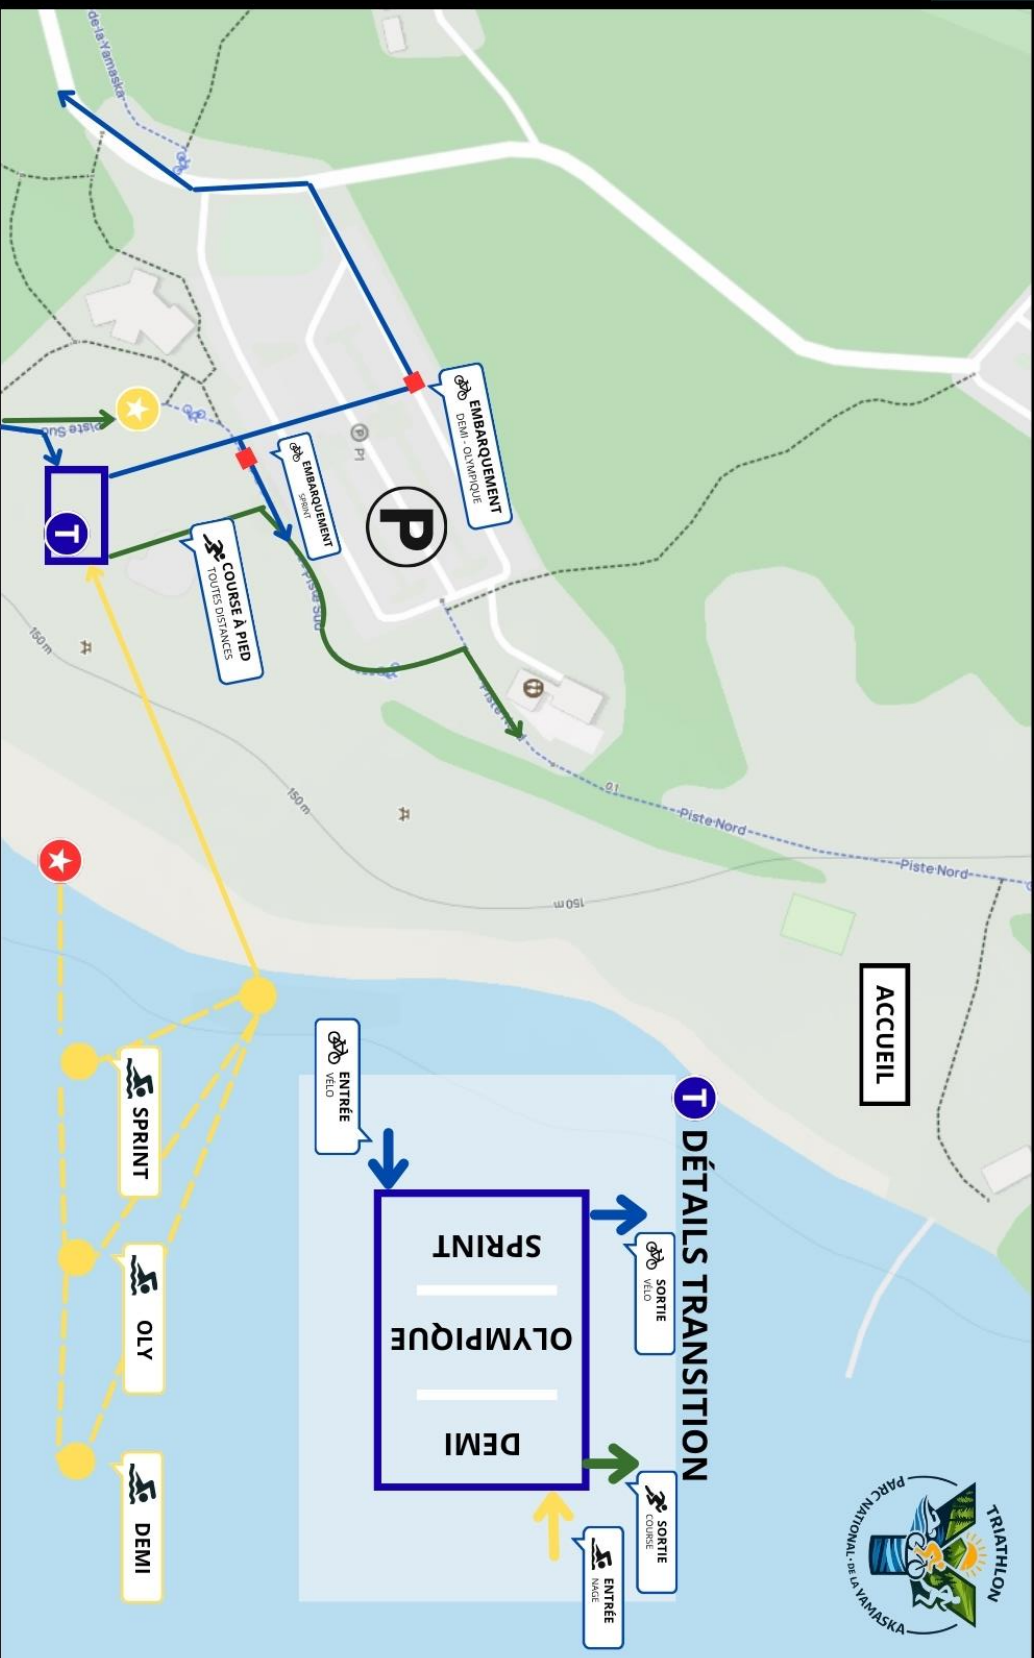 TRIATHLON
PARC NATIONAL · DE LA YAMASKA
ACCUEIL
T DÉTAILS TRANSITION
SORTIE
VÉLO
SORTIE
COURSE
ENTRÉE
NAGE
ENTRÉE
VÉLO
SPRINT
OLYMPIQUE
DEMI
EMBARQUEMENT
DEMI - OLYMPIQUE
EMBARQUEMENT
SPRINT
COURSE À PIED
TOUTES DISTANCES
P
P P1
T
SPRINT
OLY
DEMI
de-la-Yamaska
Piste Sud
Piste Sud
Piste Nord
Piste Nord
150 m
150 m
150 m